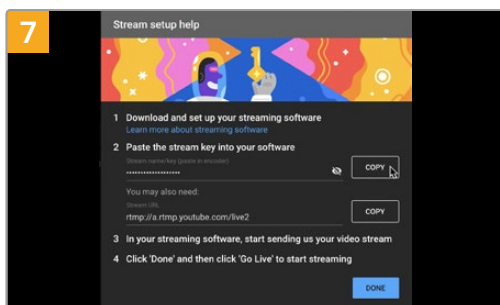 7
Stream setup help
1 Download and set up your streaming software
Learn more about streaming software
2 Paste the stream key into your software
Stream name/key (paste in encoder)
••••••••••••••••••••
COPY
You may also need:
Stream URL
rtmp://a.rtmp.youtube.com/live2
COPY
3 In your streaming software, start sending us your video stream
4 Click 'Done' and then click 'Go Live' to start streaming
DONE